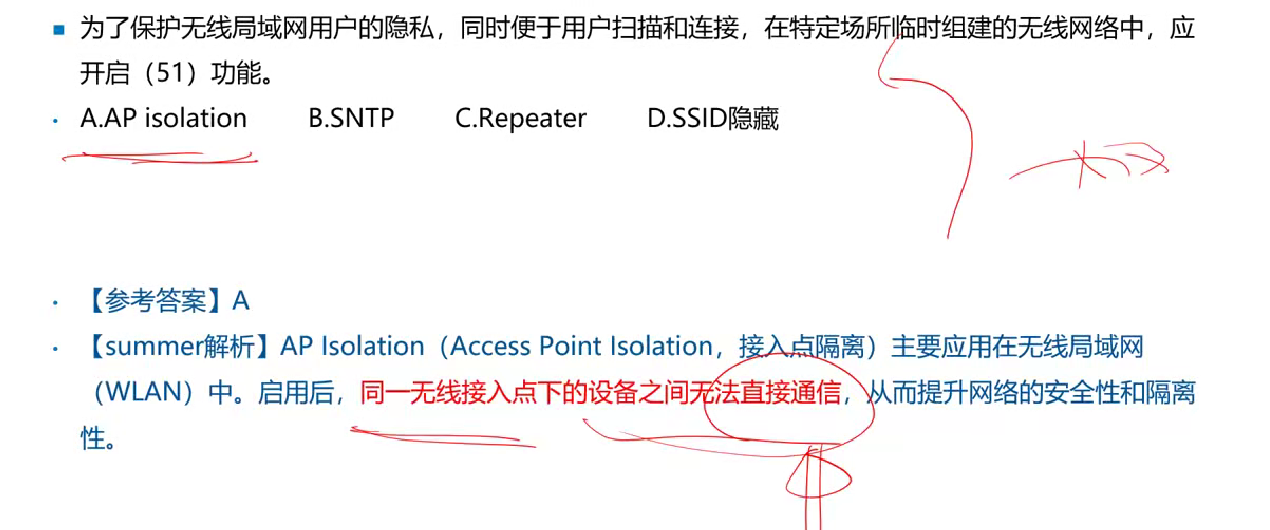 ■ 为了保护无线局域网用户的隐私，同时便于用户扫描和连接，在特定场所临时组建的无线网络中，应
开启（51）功能。
· A.AP isolation B.SNTP C.Repeater D.SSID隐藏
· 【参考答案】A
· 【summer解析】AP Isolation（Access Point Isolation，接入点隔离）主要应用在无线局域网
（WLAN）中。启用后，同一无线接入点下的设备之间无法直接通信，从而提升网络的安全性和隔离
性。